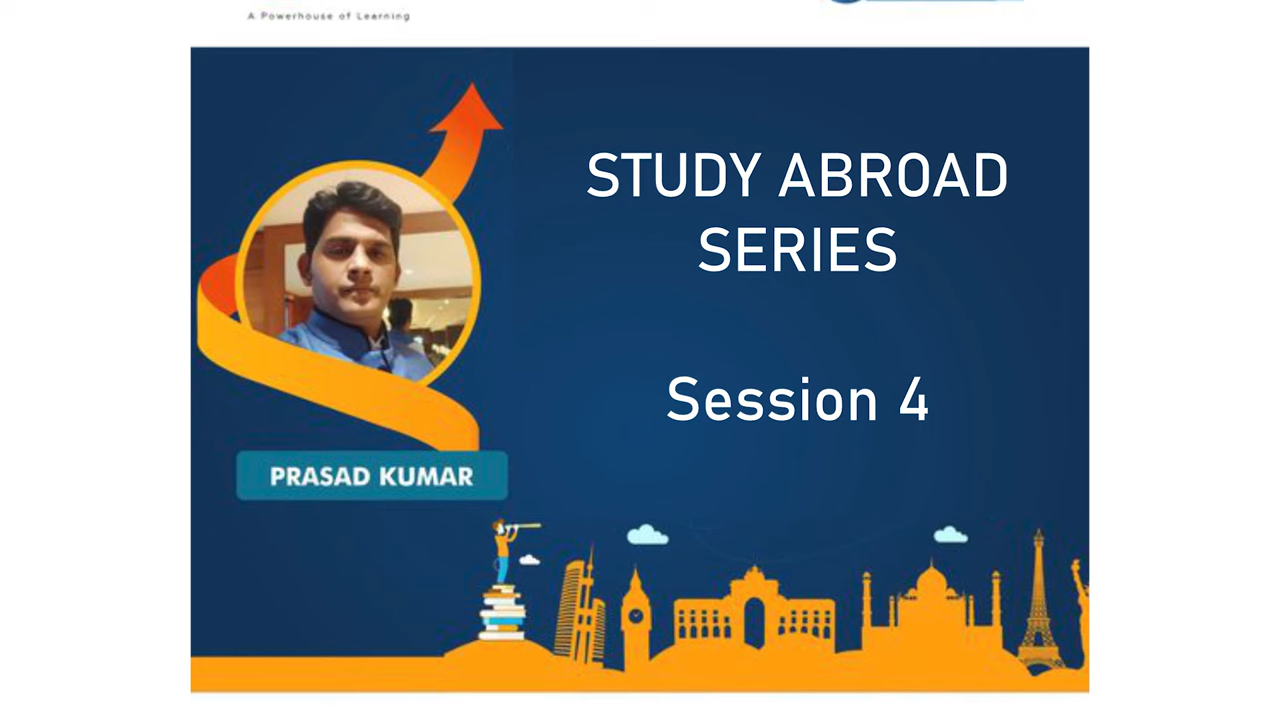 A Powerhouse of Learning
STUDY ABROAD
SERIES
Session 4
PRASAD KUMAR